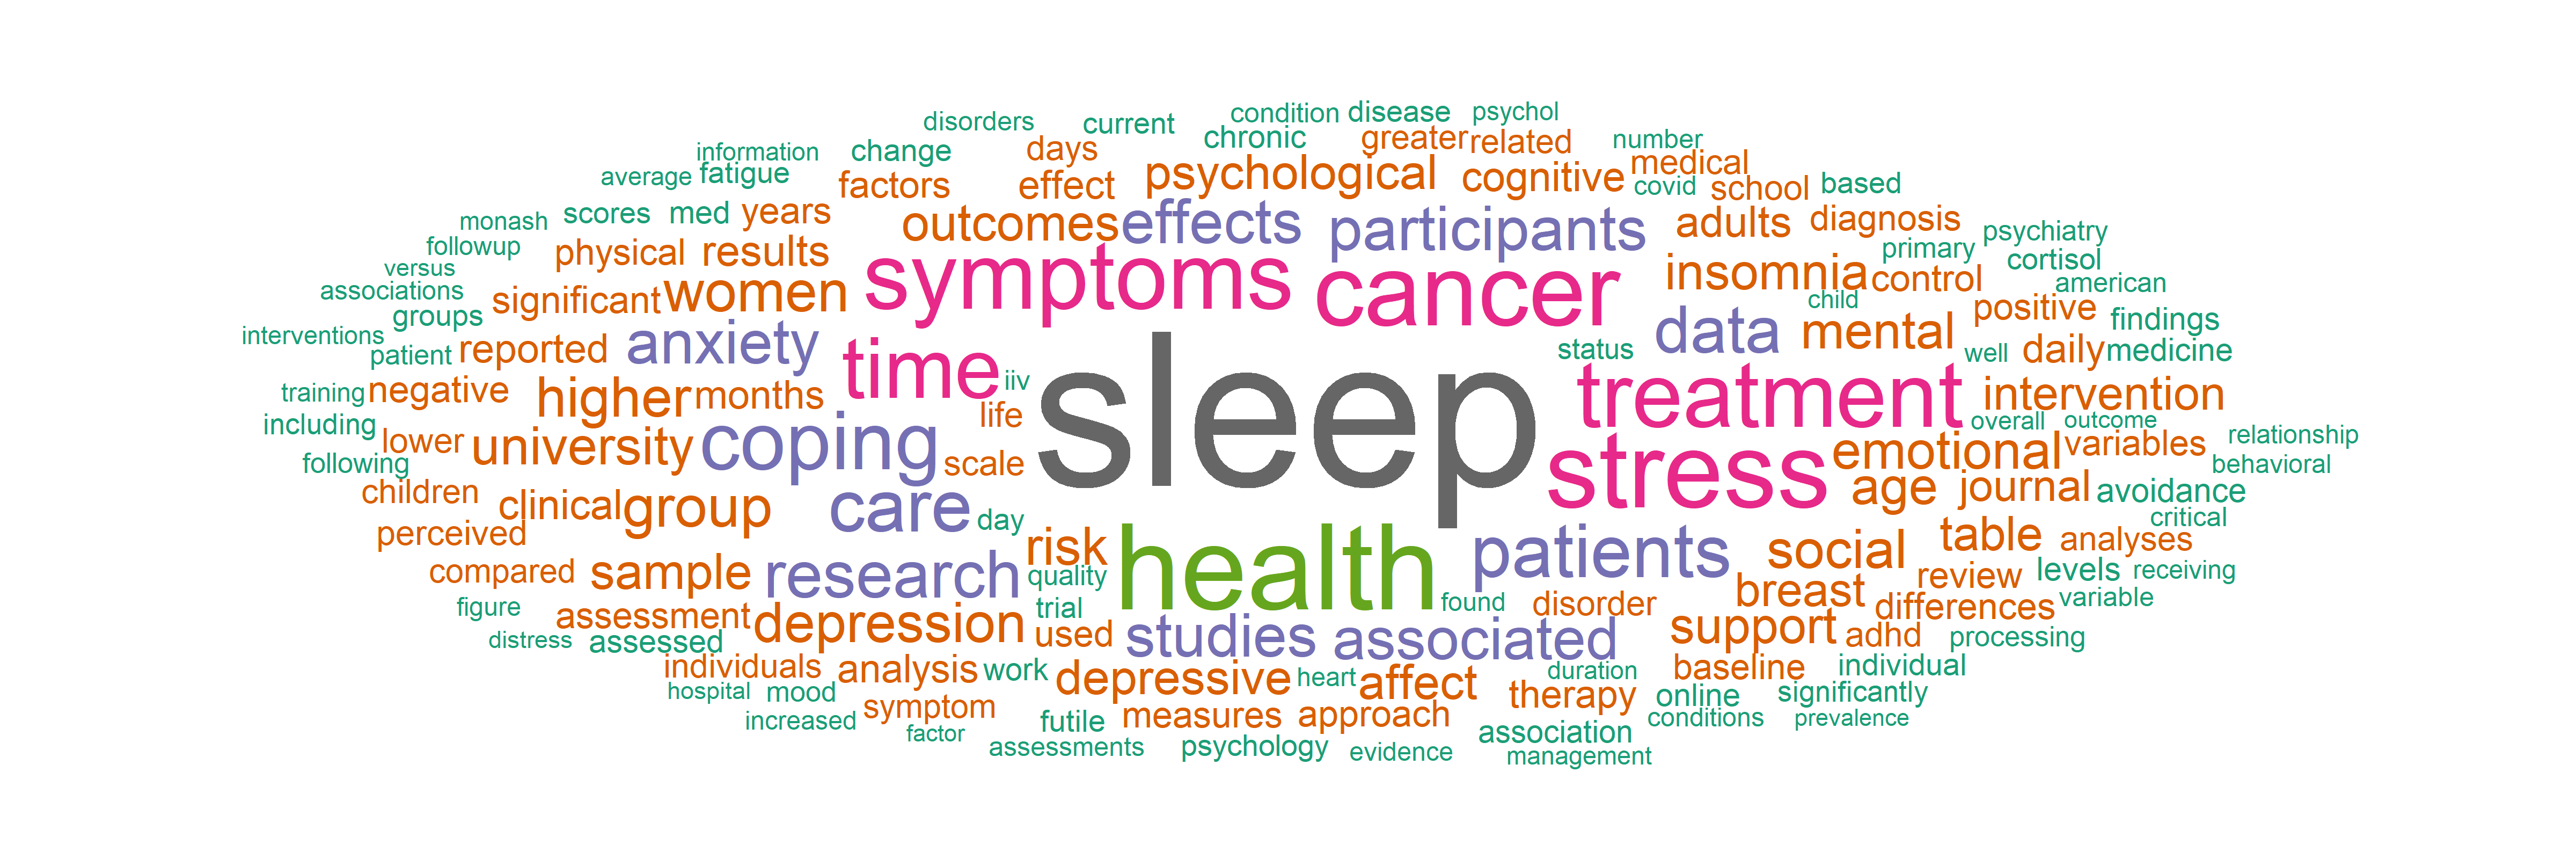 condition disease psychol
disorders current chronic greater related number
information change days psychological cognitive medical
average fatigue factors effect covid school based
monash scores med years outcomes effects participants adults diagnosis
followup physical results symptoms cancer insomnia control primary psychiatry
versus cortisol
associations significant women child american
groups positive findings
interventions anxiety data mental
patient reported time status well daily medicine
training negative higher months iiv sleep treatment intervention
including lower university coping life stress overall outcome relationship
following scale emotional variables behavioral
children clinical group care day age journal avoidance
perceived risk critical
compared sample research quality health patients social table analyses
review levels receiving
figure assessment depression trial found disorder breast differences variable
distress assessed used studies associated support adhd processing
individuals analysis work depressive heart affect duration baseline individual
hospital mood symptom therapy online significantly
increased futile measures approach conditions prevalence
factor association
assessments psychology evidence management